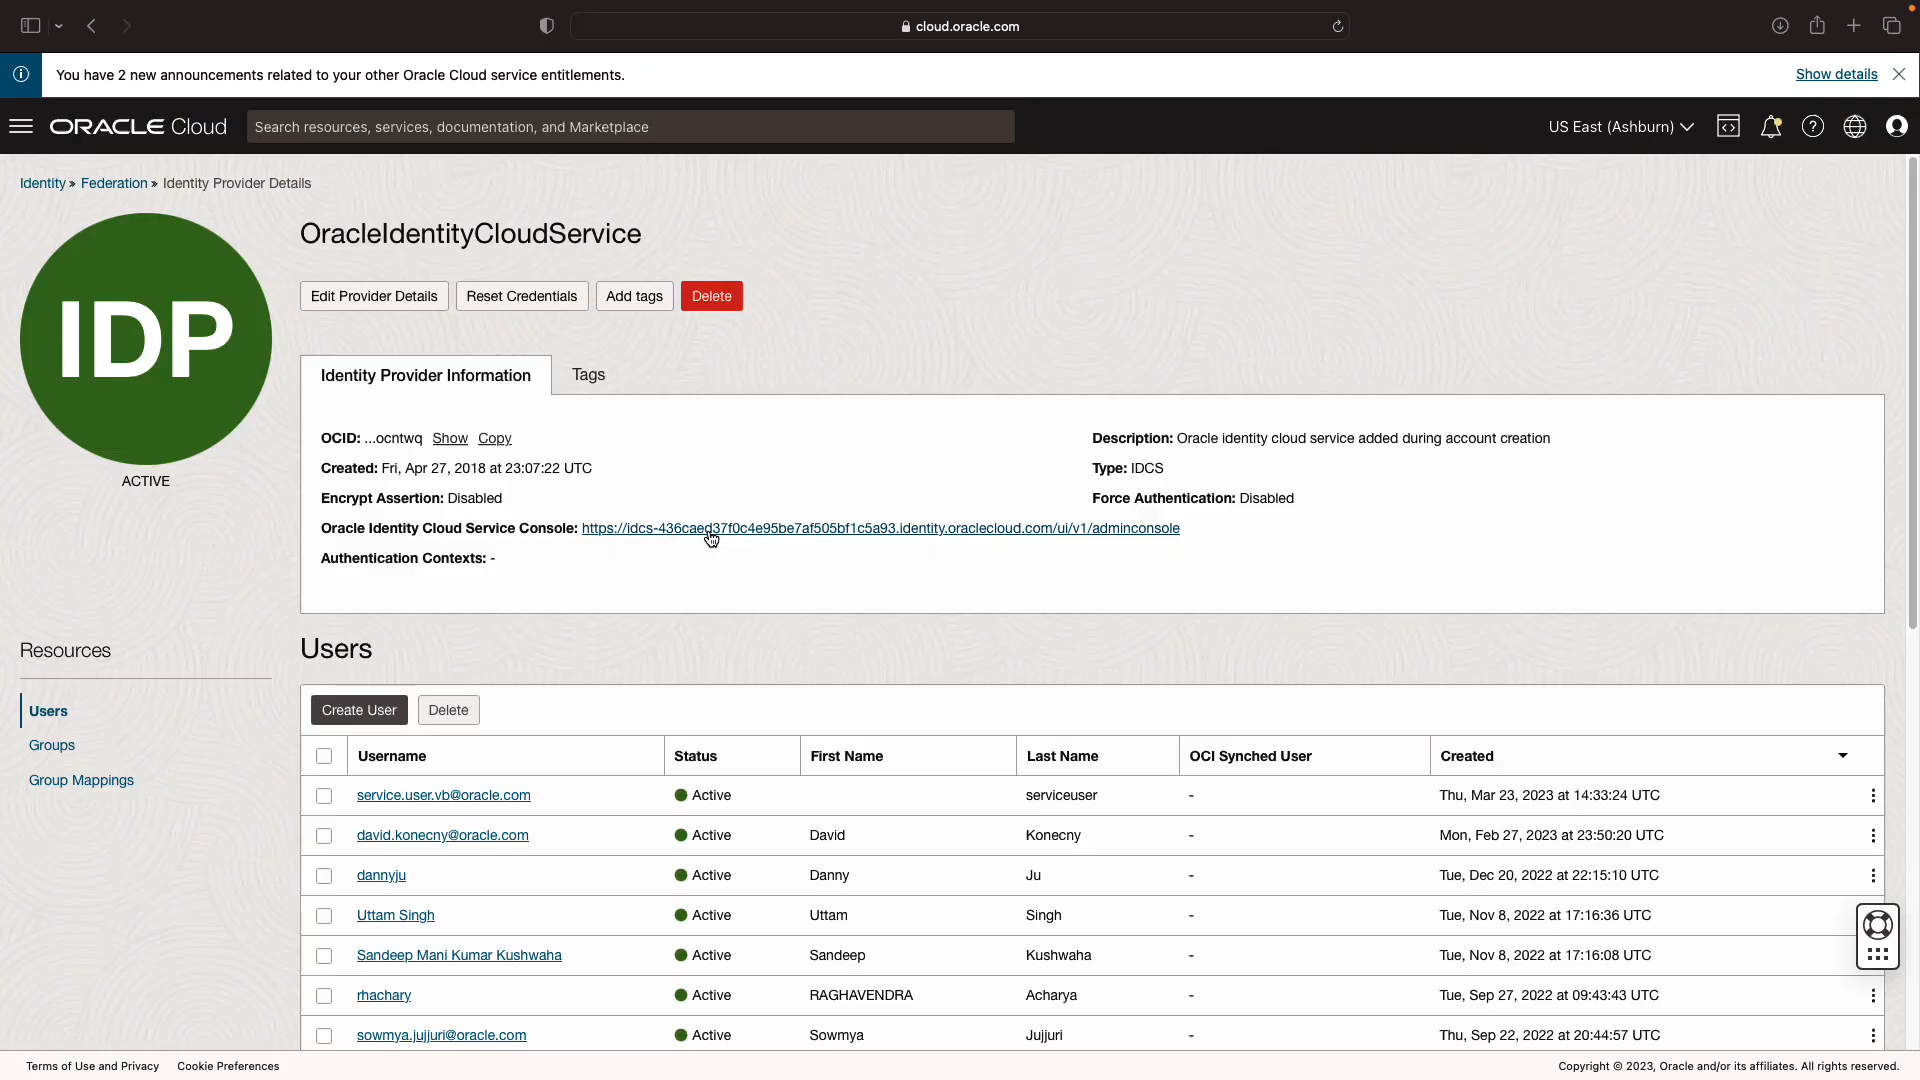 cloud.oracle.com
You have 2 new announcements related to your other Oracle Cloud service entitlements.
Show details
ORACLE Cloud
Search resources, services, documentation, and Marketplace
US East (Ashburn)
Identity » Federation » Identity Provider Details
IDP
ACTIVE
OracleIdentityCloudService
Edit Provider Details Reset Credentials Add tags Delete
Identity Provider Information Tags
OCID: ...ocntwq Show Copy
Created: Fri, Apr 27, 2018 at 23:07:22 UTC
Encrypt Assertion: Disabled
Oracle Identity Cloud Service Console: https://idcs-436caed37f0c4e95be7af505bf1c5a93.identity.oraclecloud.com/ui/v1/adminconsole
Authentication Contexts: -
Description: Oracle identity cloud service added during account creation
Type: IDCS
Force Authentication: Disabled
Resources
Users
Groups
Group Mappings
Users
Create User Delete
Username Status First Name Last Name OCI Synched User Created
service.user.vb@oracle.com Active serviceuser - Thu, Mar 23, 2023 at 14:33:24 UTC
david.konecny@oracle.com Active David Konecny - Mon, Feb 27, 2023 at 23:50:20 UTC
dannyju Active Danny Ju - Tue, Dec 20, 2022 at 22:15:10 UTC
Uttam Singh Active Uttam Singh - Tue, Nov 8, 2022 at 17:16:36 UTC
Sandeep Mani Kumar Kushwaha Active Sandeep Kushwaha - Tue, Nov 8, 2022 at 17:16:08 UTC
rhachary Active RAGHAVENDRA Acharya - Tue, Sep 27, 2022 at 09:43:43 UTC
sowmya.jujjuri@oracle.com Active Sowmya Jujjuri - Thu, Sep 22, 2022 at 20:44:57 UTC
Terms of Use and Privacy Cookie Preferences
Copyright © 2023, Oracle and/or its affiliates. All rights reserved.